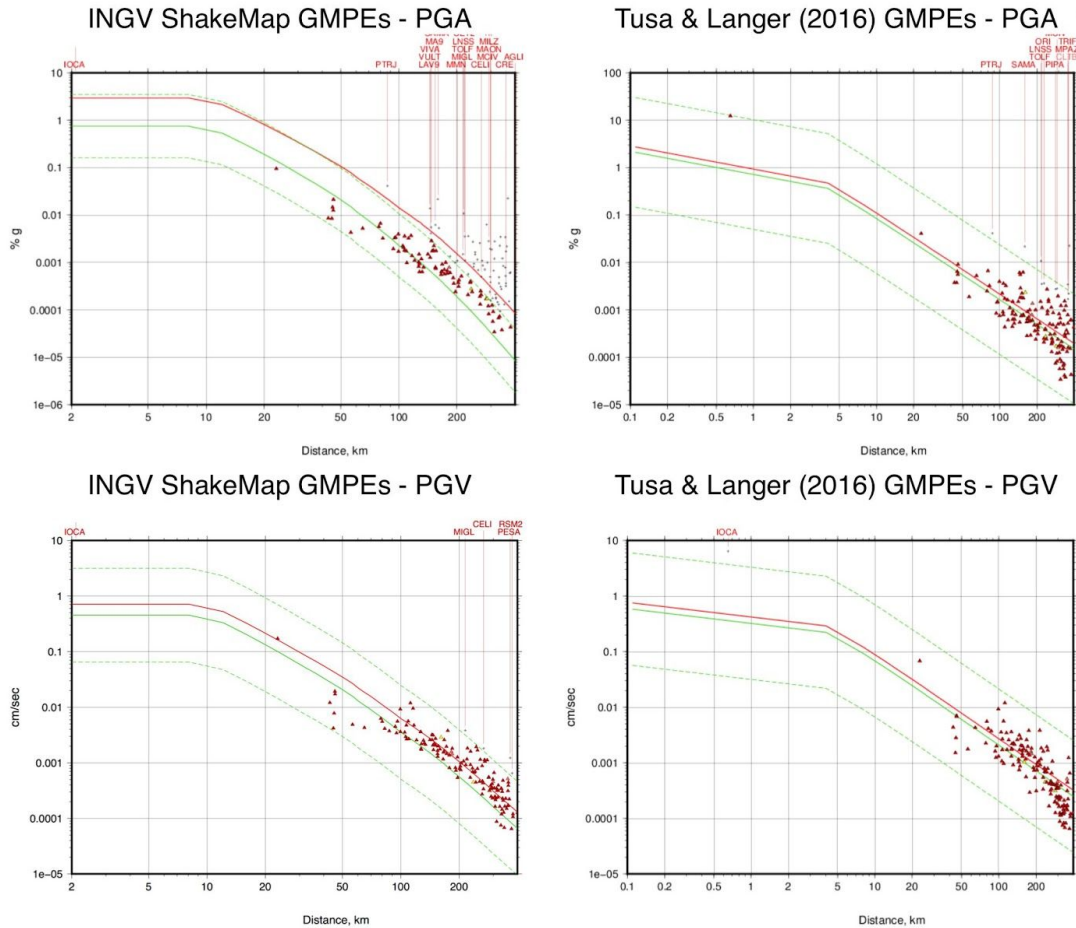 INGV ShakeMap GMPEs - PGA
Tusa & Langer (2016) GMPEs - PGA
MA9 LNSS MILZ
VIVA TOLF MAON
VULT MIGL MCIV AGLI
IOCA PTRJ LAV9 MMN CELI CRE
ORI TRIF
LNSS MPAZ
TOLF CLTB
PTRJ SAMA PIPA
10
1
0.1
0.01
0.001
0.0001
1e-05
1e-06
% g
2 5 10 20 50 100 200
Distance, km
100
10
1
0.1
0.01
0.001
0.0001
1e-05
% g
0.1 0.2 0.5 1 2 5 10 20 50 100 200
Distance, km
INGV ShakeMap GMPEs - PGV
Tusa & Langer (2016) GMPEs - PGV
CELI RSM2
IOCA MIGL PESA
IOCA
10
1
0.1
0.01
0.001
0.0001
1e-05
cm/sec
2 5 10 20 50 100 200
Distance, km
10
1
0.1
0.01
0.001
0.0001
1e-05
cm/sec
0.1 0.2 0.5 1 2 5 10 20 50 100 200
Distance, km